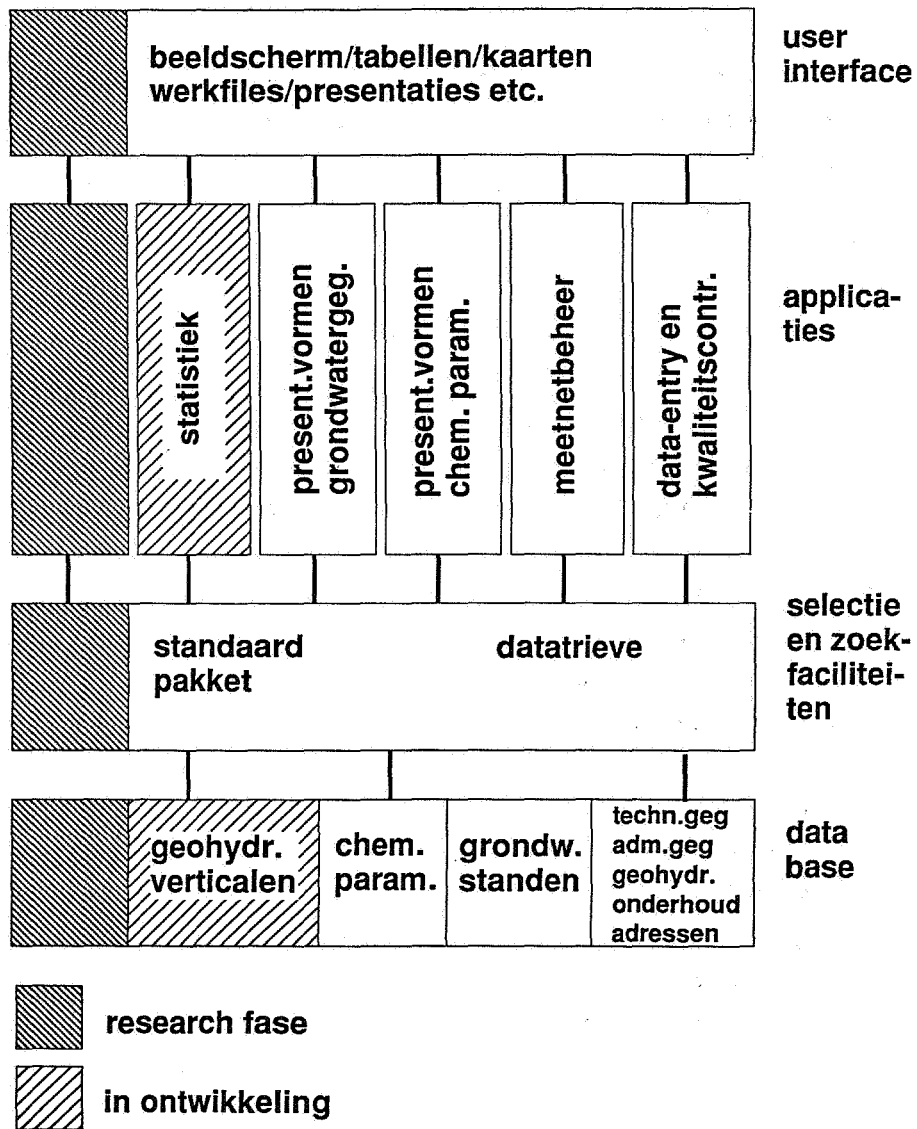 beeldscherm/tabellen/kaarten
werkfiles/presentaties etc.
user
interface
statistiek
present.vormen
grondwatergeg.
present.vormen
chem. param.
meetnetbeheer
data-entry en
kwaliteitscontr.
applica-
ties
standaard
pakket
datatrieve
selectie
en zoek-
facilitei-
ten
geohydr.
verticalen
chem.
param.
grondw.
standen
techn.geg
adm.geg
geohydr.
onderhoud
adressen
data
base
research fase
in ontwikkeling